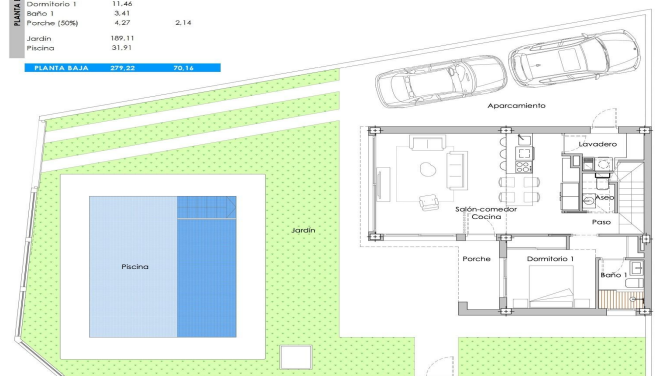 Dormitorio 1 11,46
Baño 1 3,41
Porche (50%) 4,27 2,14
Jardín 189,11
Piscina 31,91
PLANTA BAJA 279,22 70,16
PLANTA
Aparcamiento
Lavadero
Aseo
Salón-comedor
Cocina
Paso
Jardín
Porche
Dormitorio 1
Baño 1
Piscina